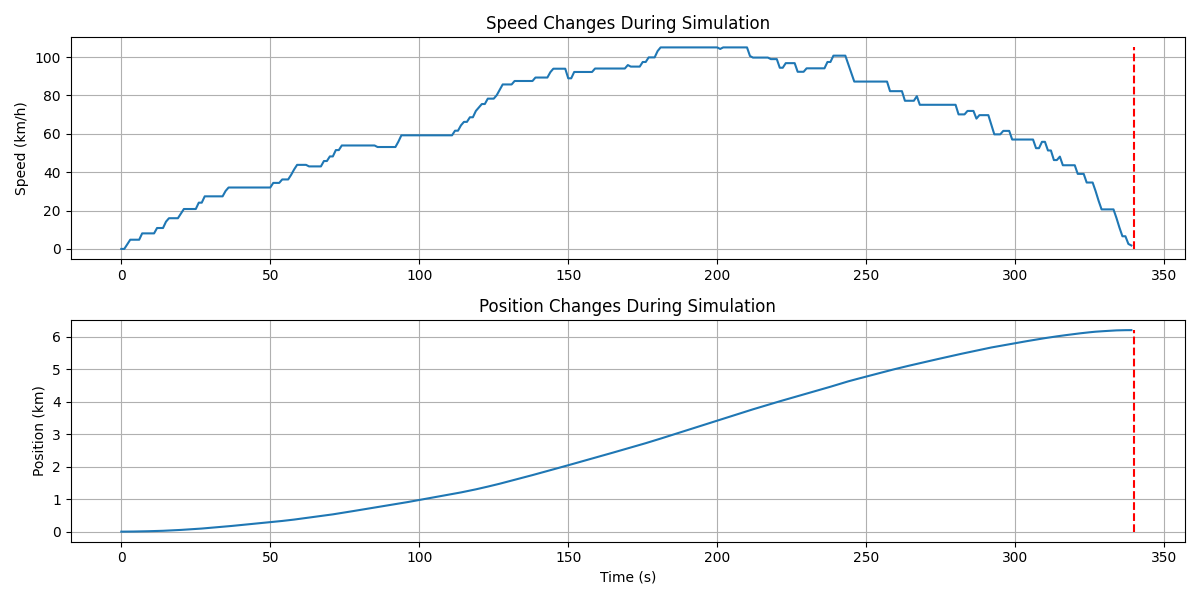 Speed Changes During Simulation
Speed (km/h)
100
80
60
40
20
0
0 50 100 150 200 250 300 350
Position Changes During Simulation
Position (km)
6
5
4
3
2
1
0
0 50 100 150 200 250 300 350
Time (s)